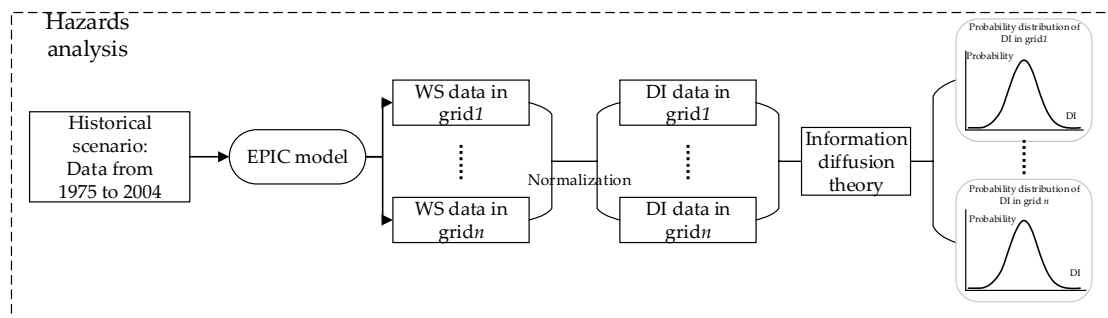 Hazards
analysis
Historical
scenario:
Data from
1975 to 2004
EPIC model
WS data in
grid1
WS data in
gridn
Normalization
DI data in
grid1
DI data in
gridn
Information
diffusion
theory
Probability distribution of
DI in grid1
Probability
DI
Probability distribution of
DI in grid n
Probability
DI